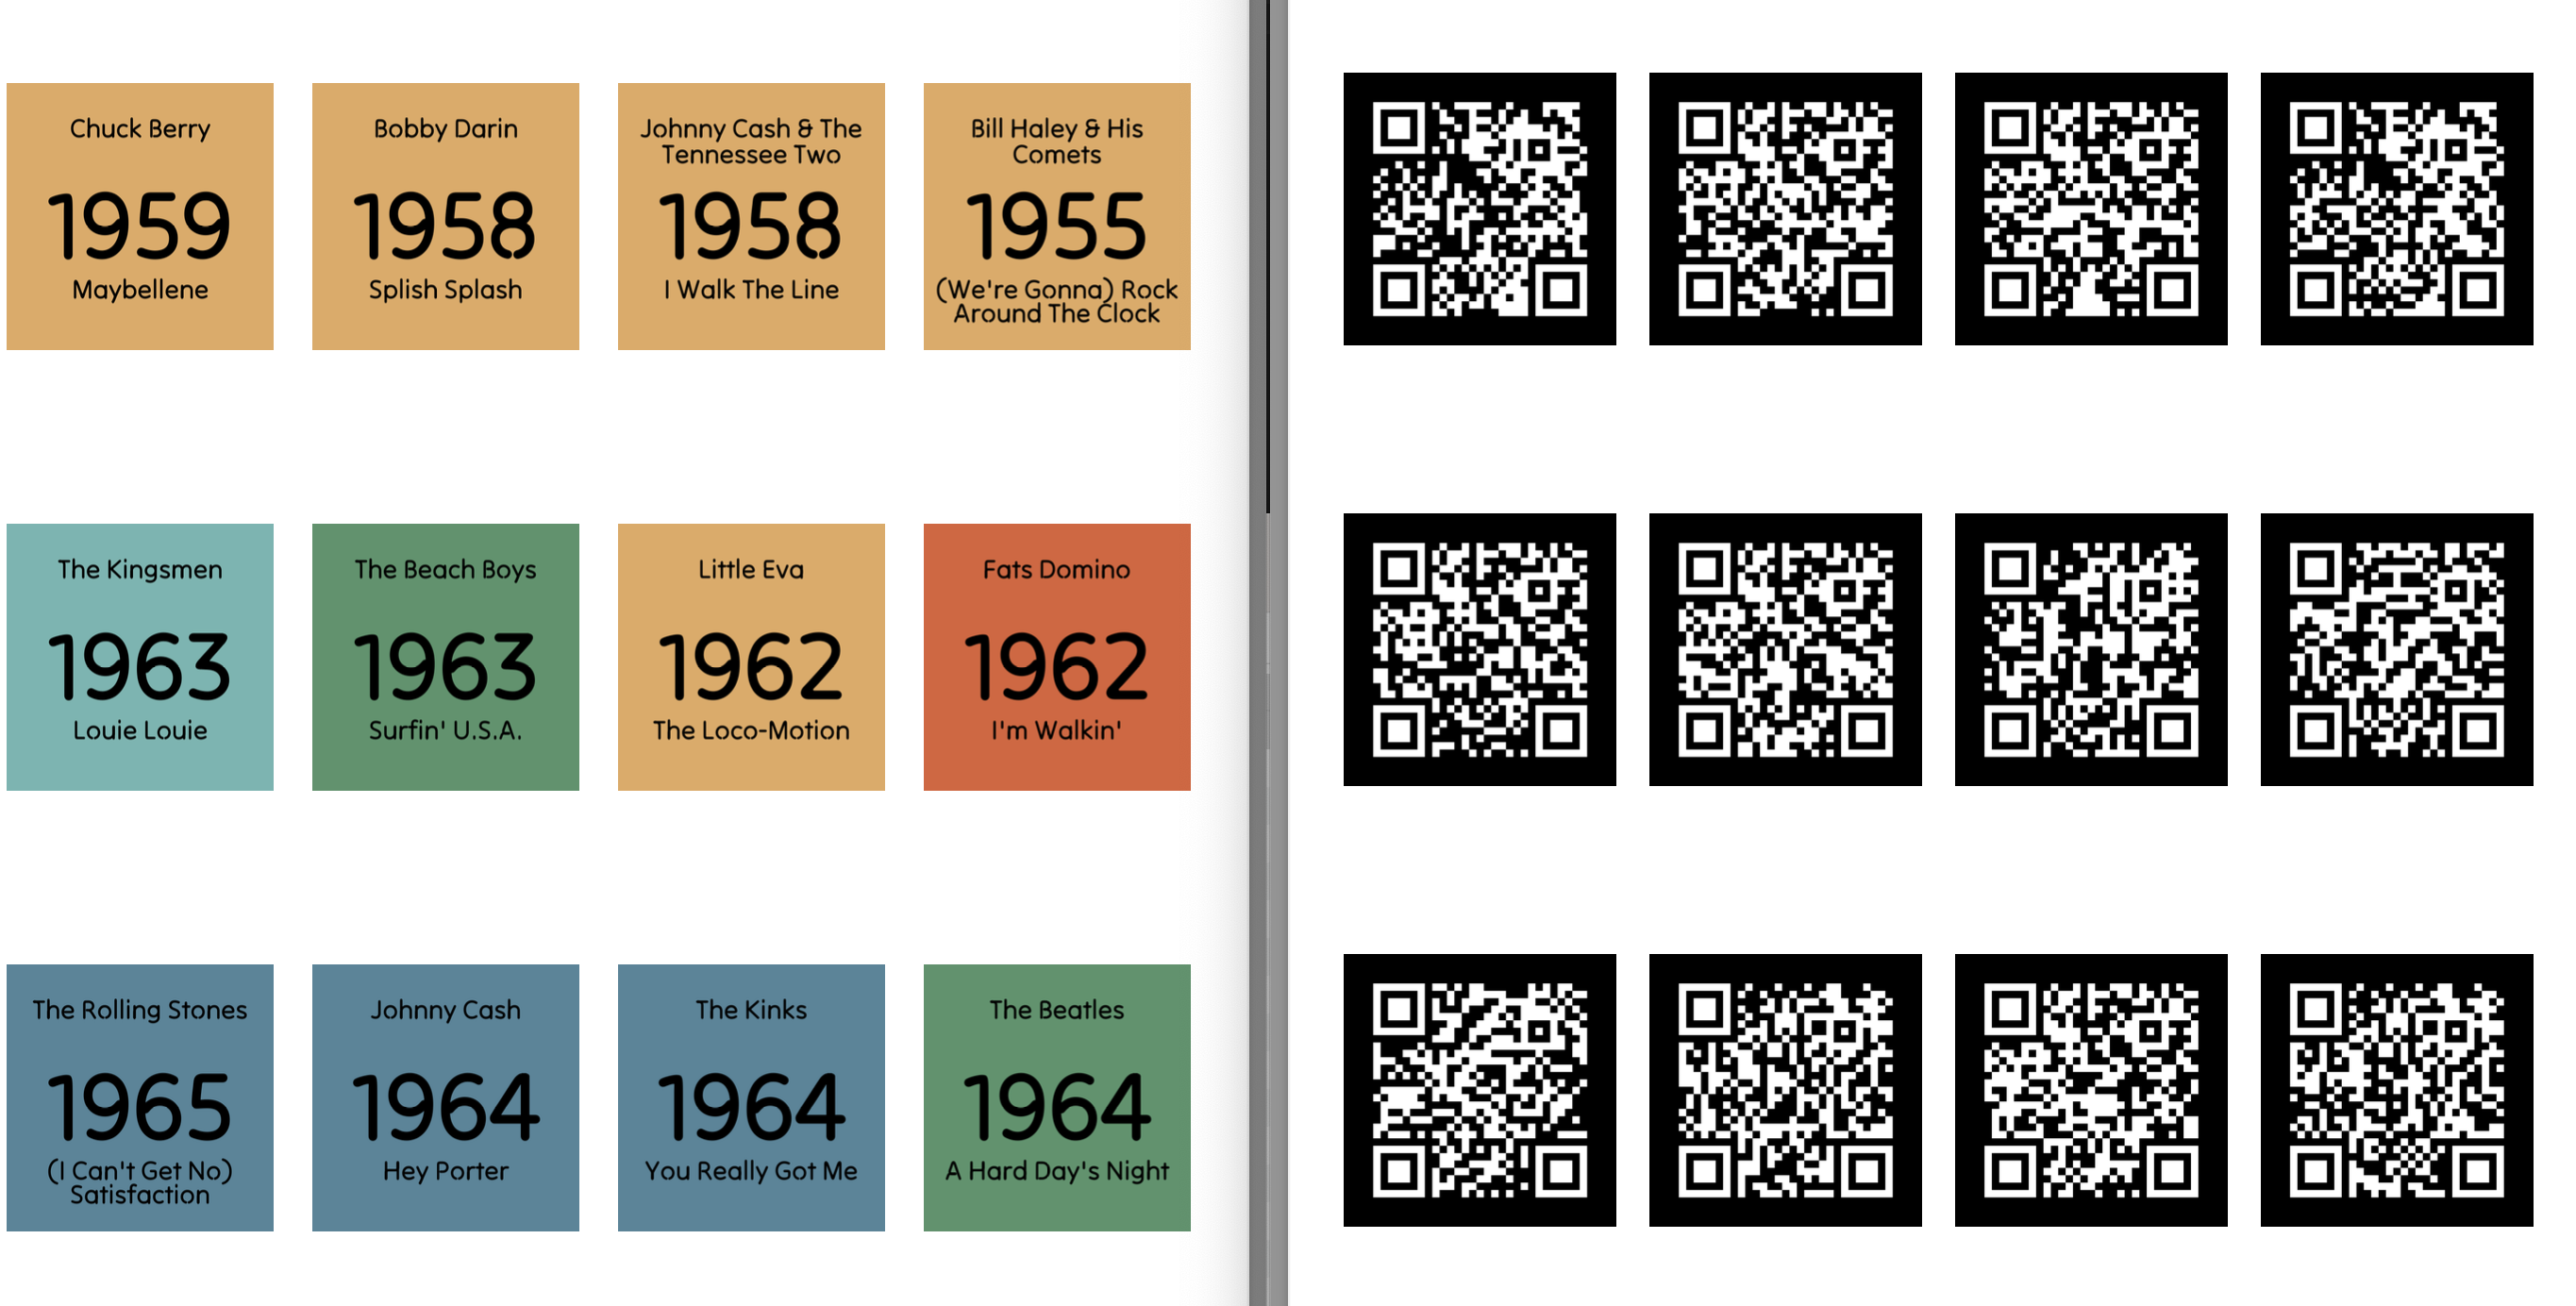 Chuck Berry
1959
Maybellene
Bobby Darin
1958
Splish Splash
Johnny Cash & The
Tennessee Two
1958
I Walk The Line
Bill Haley & His
Comets
1955
(We're Gonna) Rock
Around The Clock
The Kingsmen
1963
Louie Louie
The Beach Boys
1963
Surfin' U.S.A.
Little Eva
1962
The Loco-Motion
Fats Domino
1962
I'm Walkin'
The Rolling Stones
1965
(I Can't Get No)
Satisfaction
Johnny Cash
1964
Hey Porter
The Kinks
1964
You Really Got Me
The Beatles
1964
A Hard Day's Night